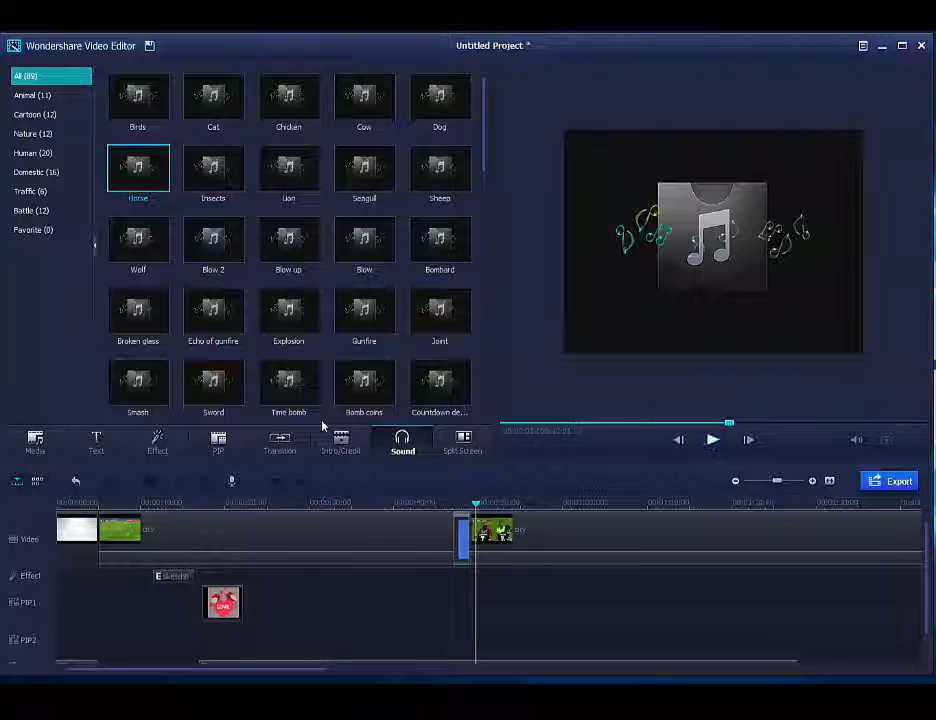 Wondershare Video Editor
Untitled Project *
All (89)
Animal (11)
Cartoon (12)
Nature (12)
Human (20)
Domestic (16)
Traffic (6)
Battle (12)
Favorite (0)
Birds Cat Chicken Cow Dog
Horse Insects Lion Seagull Sheep
Wolf Blow 2 Blow up Blow Bombard
Broken glass Echo of gunfire Explosion Gunfire Joint
Smash Sword Time bomb Bomb coins Countdown de...
Media Text Effect PIP Transition Intro/Credit Sound Split Screen
Export
Video
Effect
PIP1
LOVE
PIP2